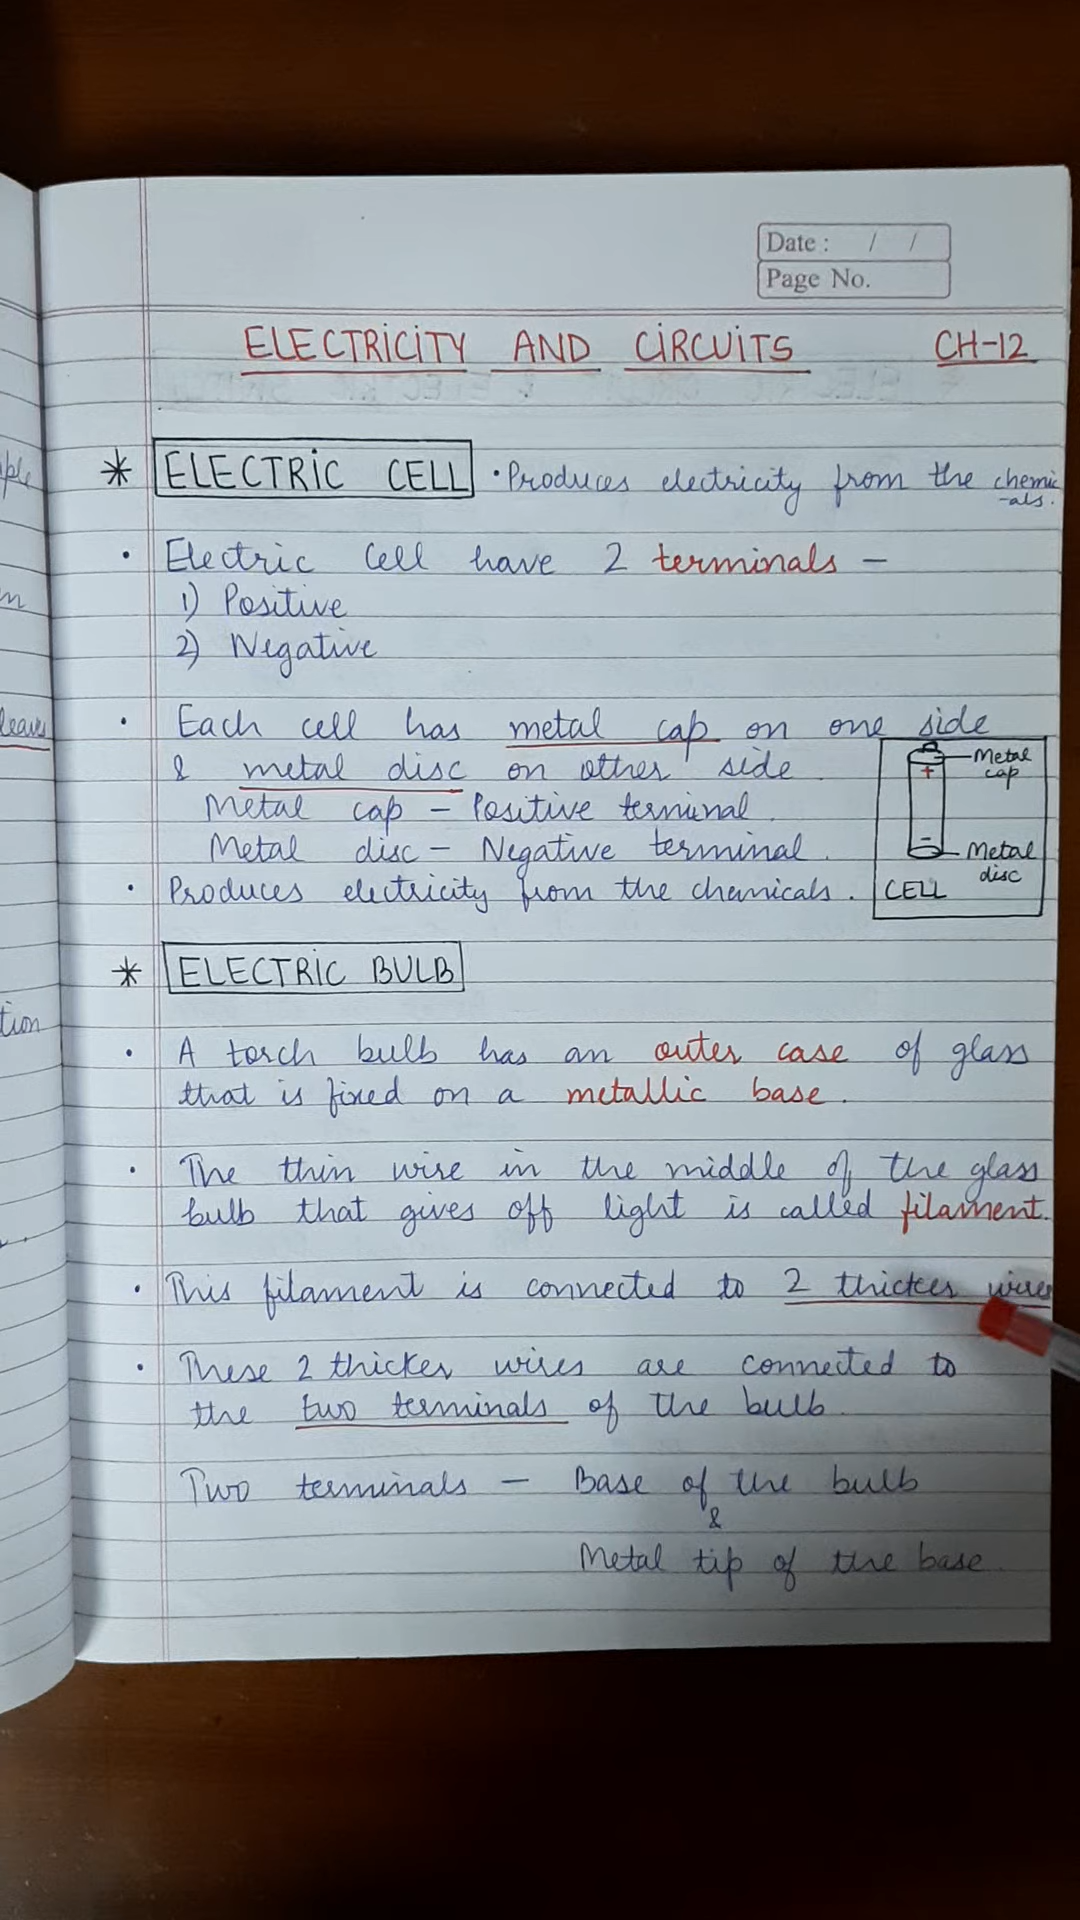 Date : / /
Page No.
ELECTRICITY AND CIRCUITS CH-12
* ELECTRIC CELL • Produces electricity from the chemic
-als.
• Electric Cell have 2 terminals –
1) Positive
2) Negative
• Each cell has metal cap on one side
& metal disc on other side
Metal cap – Positive terminal.
Metal disc – Negative terminal.
• Produces electricity from the chemicals.
Metal
cap
+
-
Metal
disc
CELL
* ELECTRIC BULB
• A torch bulb has an outer case of glass
that is fixed on a metallic base.
• The thin wire in the middle of the glass
bulb that gives off light is called filament.
• This filament is connected to 2 thicker wires
• These 2 thicker wires are connected to
the two terminals of the bulb.
Two terminals – Base of the bulb
&
Metal tip of the base.
leaves
tion